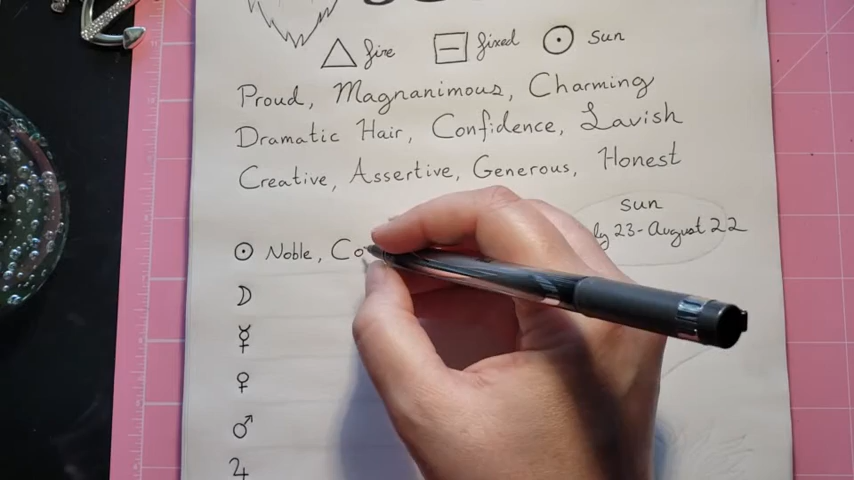 fire fixed Sun
Proud, Magnanimous, Charming
Dramatic Hair, Confidence, Lavish
Creative, Assertive, Generous, Honest
Sun
23-August 22
Noble, Co